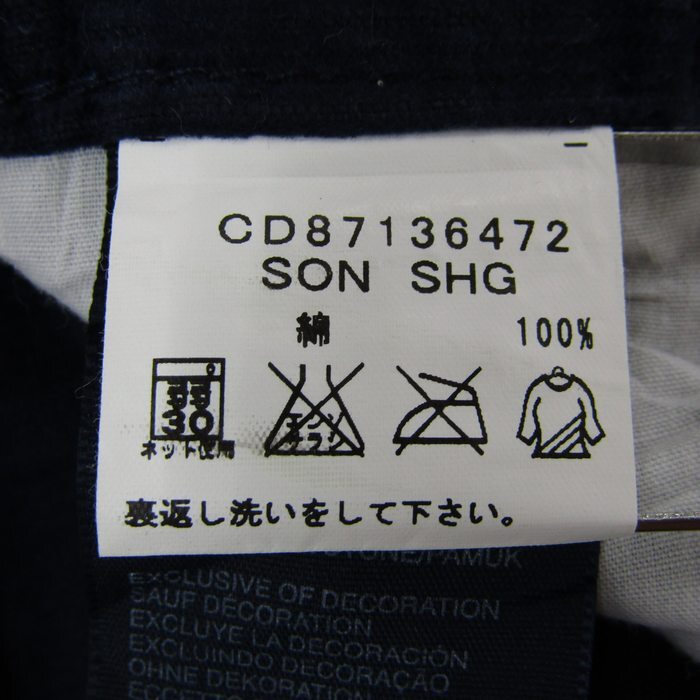 CD87136472
SON SHG
綿 100%
弱
30
ネット使用
エンソ
サラシ
裏返し洗いをして下さい。
EXCLUSIVE OF DECORATION
SAUF DÉCORATION
EXCLUYE LA DECORACIÓN
EXCLUINDO DECORAÇÃO
OHNE DEKORATION